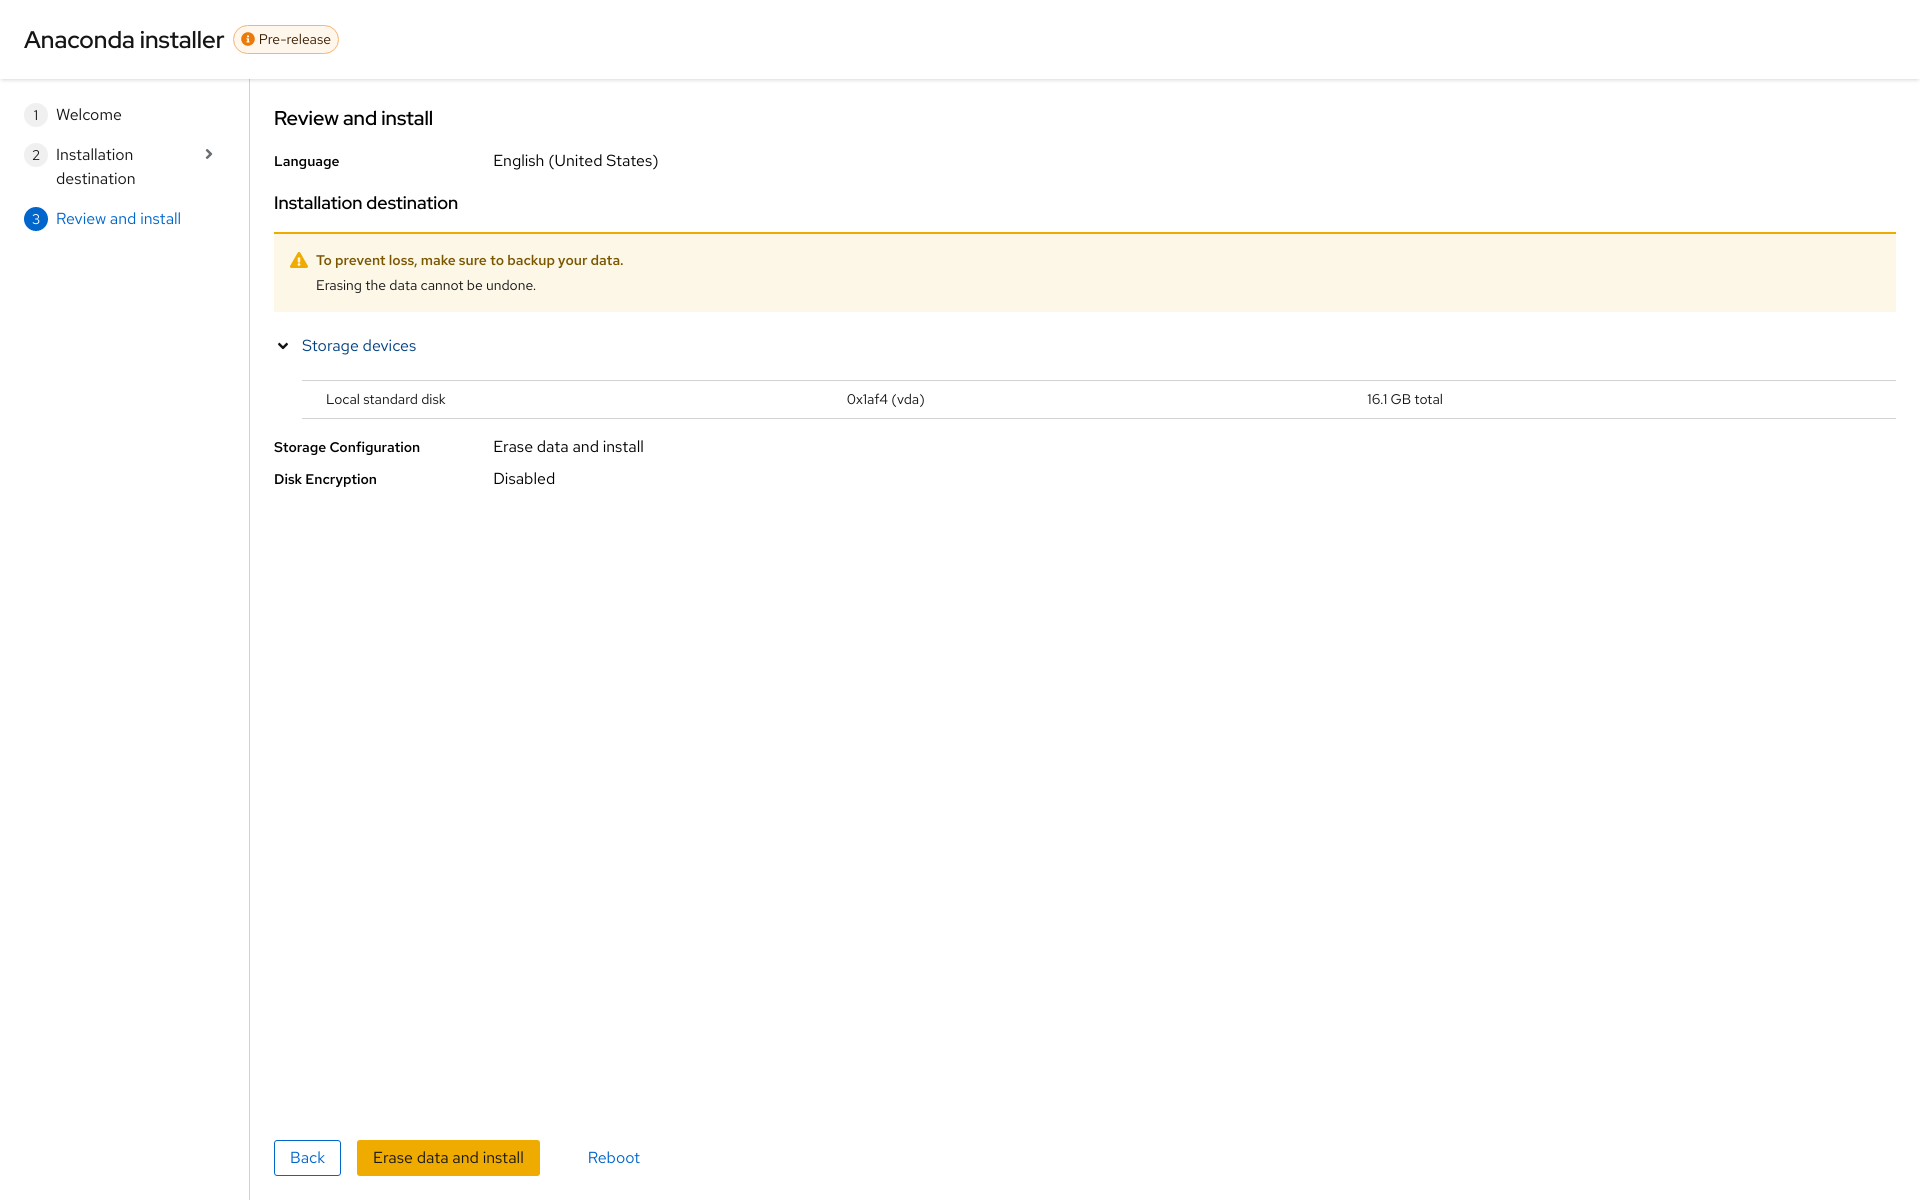 Anaconda installer
Pre-release
1 Welcome
2 Installation
destination
3 Review and install
Review and install
Language English (United States)
Installation destination
To prevent loss, make sure to backup your data.
Erasing the data cannot be undone.
Storage devices
Local standard disk 0x1af4 (vda) 16.1 GB total
Storage Configuration Erase data and install
Disk Encryption Disabled
Back Erase data and install Reboot